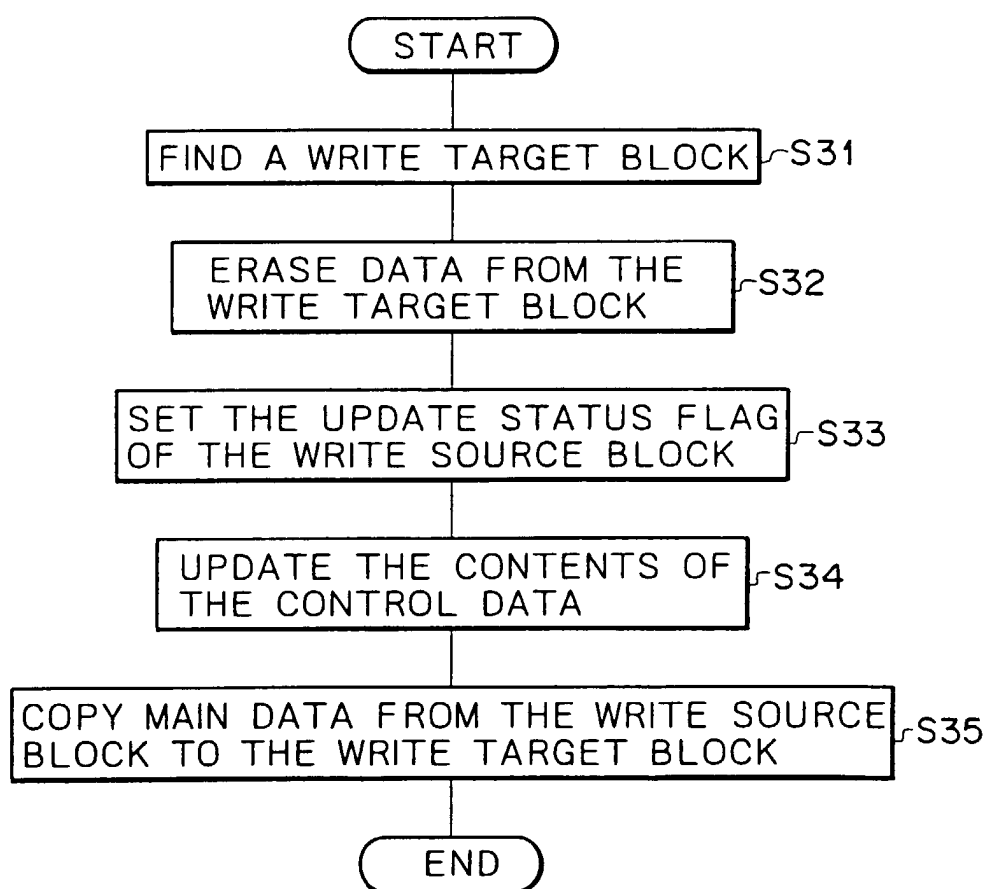 START
FIND A WRITE TARGET BLOCK
S31
ERASE DATA FROM THE
WRITE TARGET BLOCK
S32
SET THE UPDATE STATUS FLAG
OF THE WRITE SOURCE BLOCK
S33
UPDATE THE CONTENTS OF
THE CONTROL DATA
S34
COPY MAIN DATA FROM THE WRITE SOURCE
BLOCK TO THE WRITE TARGET BLOCK
S35
END